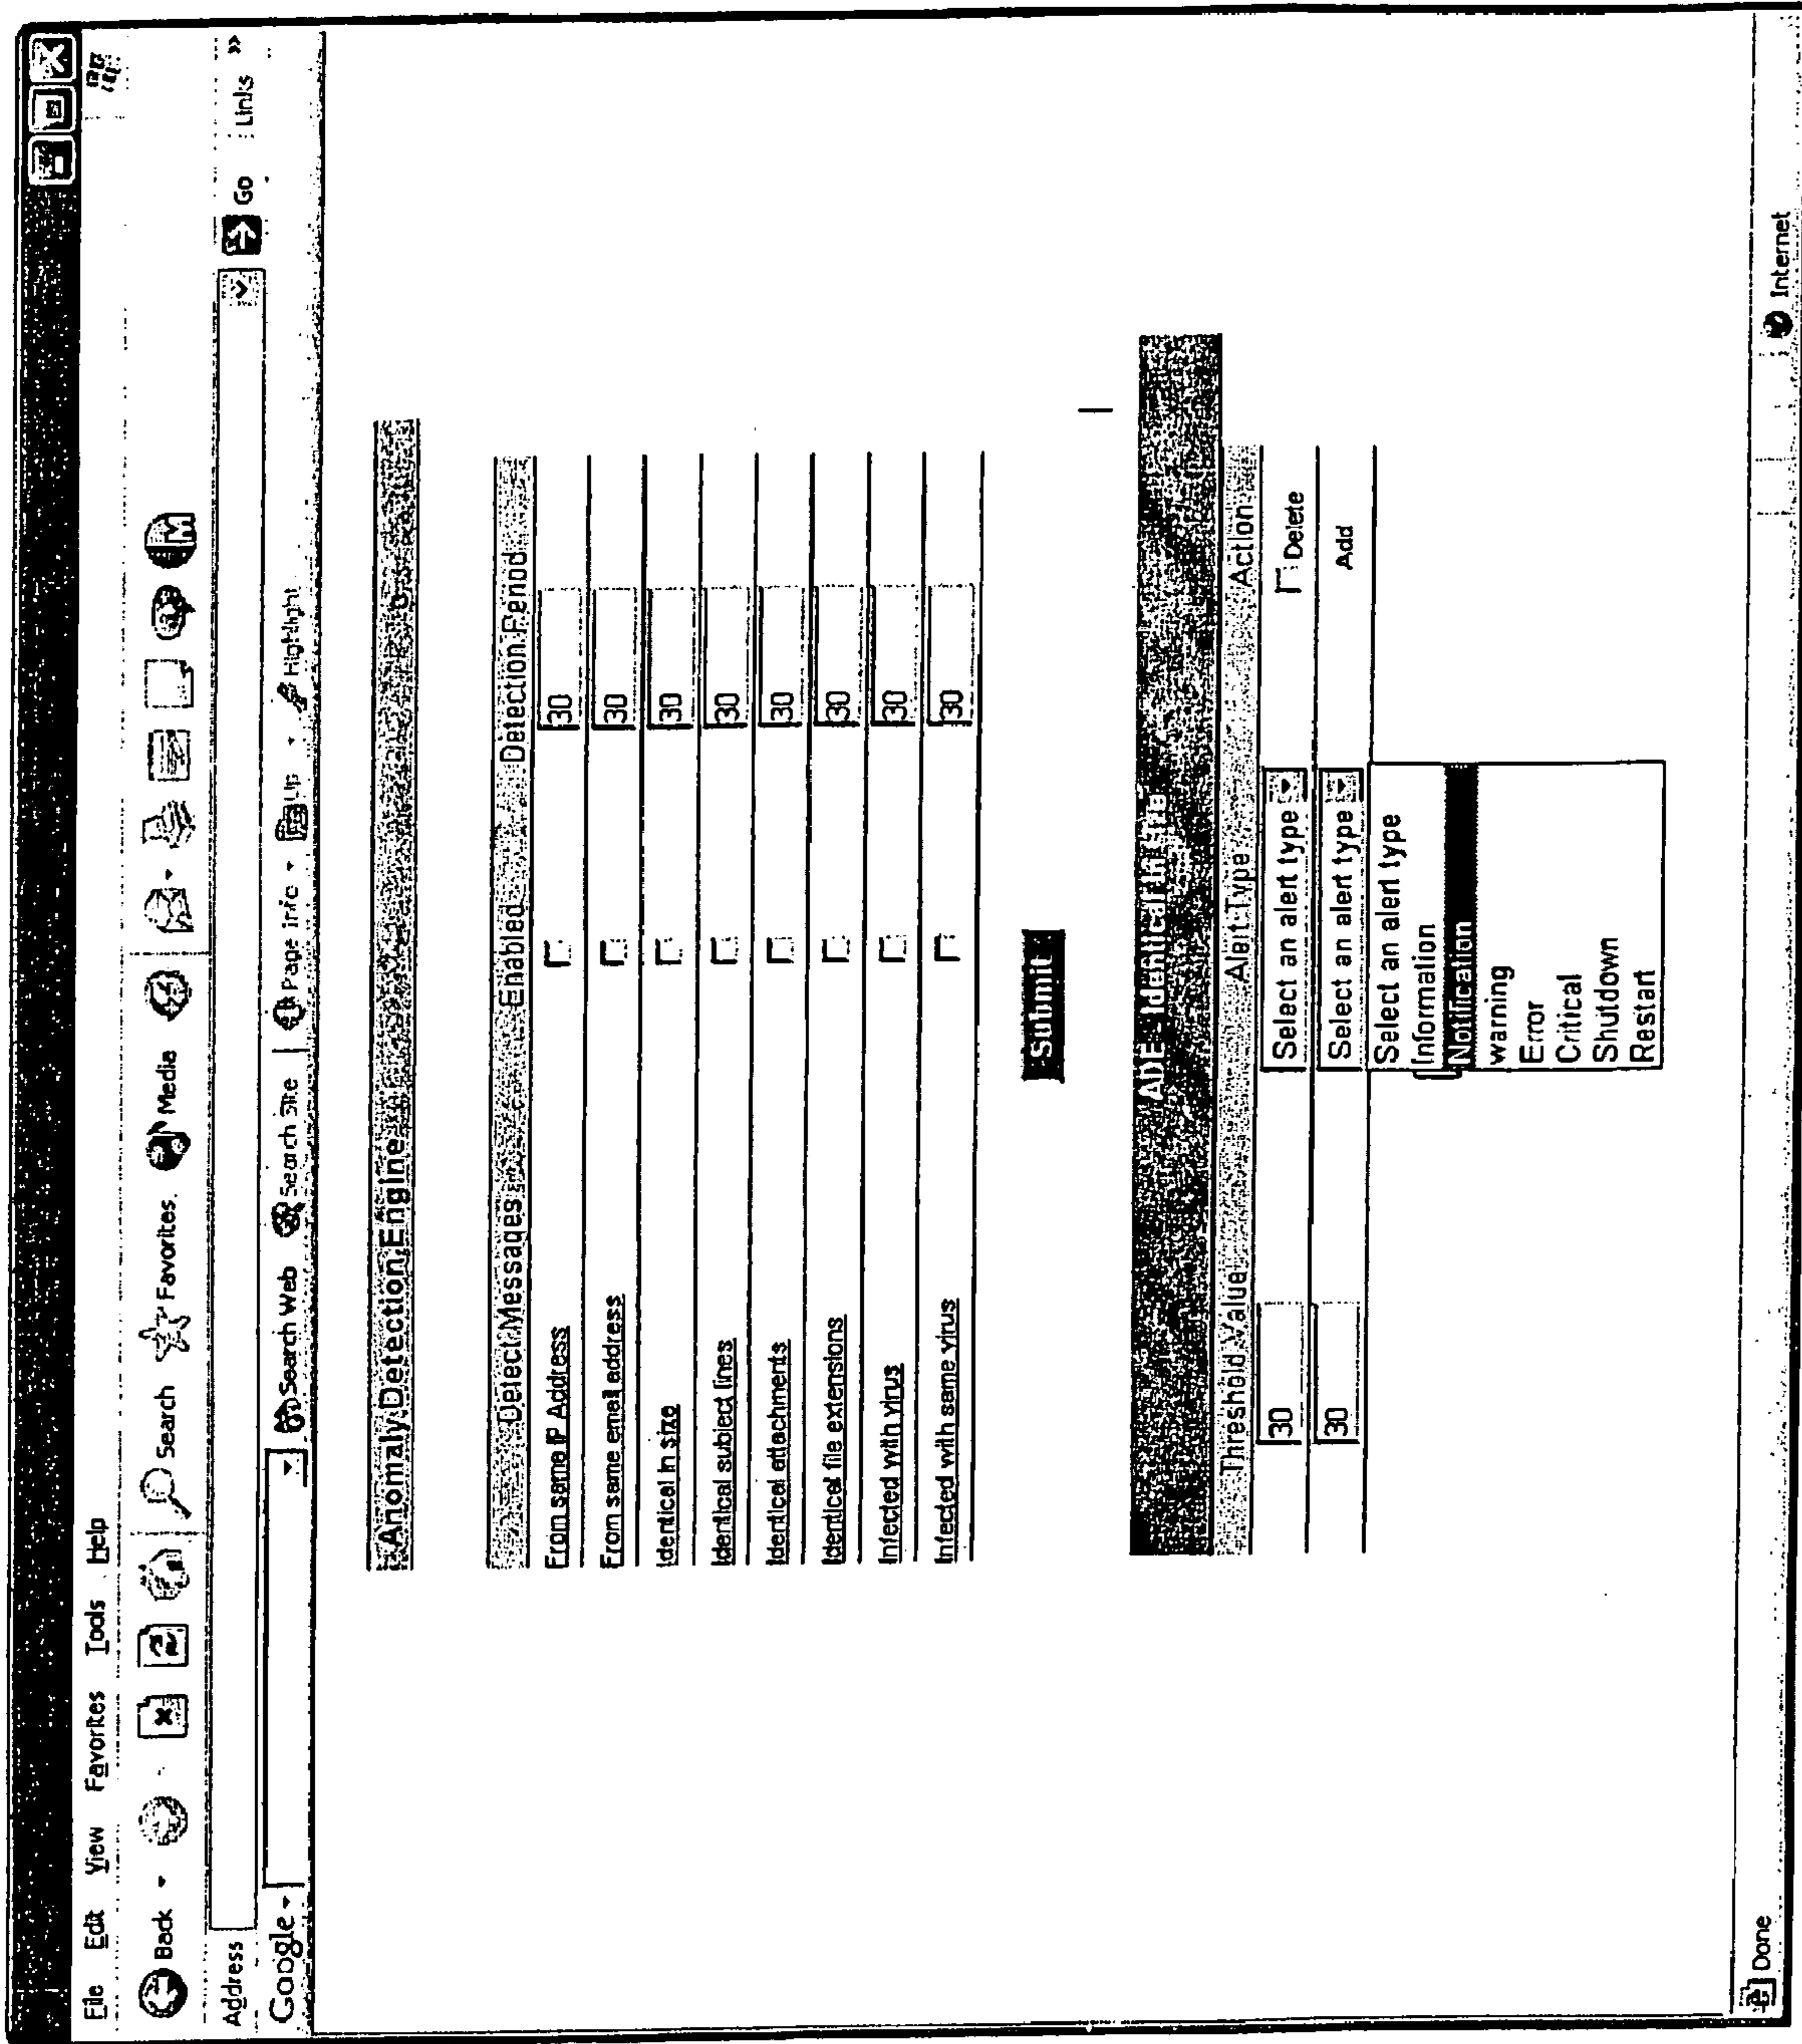 File Edit View Favorites Tools Help
Back Search Favorites Media
Address Go Links »
Google Search Web Search Site Page Info Up Highlight
Anomaly Detection Engine
Detect Messages Enabled Detection Period
From same IP Address 30
From same email address 30
Identical in size 30
Identical subject lines 30
Identical attachments 30
Identical file extensions 30
Infected with virus 30
Infected with same virus 30
Submit
ADE Identical in Size
Threshold Value Alert Type Action
30 Select an alert type Delete
30 Select an alert type Add
Select an alert type
Information
Notification
warning
Error
Critical
Shutdown
Restart
Done Internet